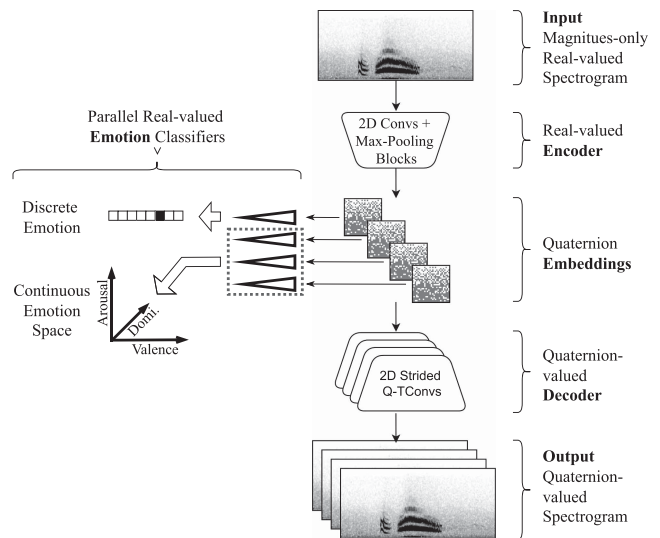 Input
Magnitues-only
Real-valued
Spectrogram
Parallel Real-valued
Emotion Classifiers
2D Convs +
Max-Pooling
Blocks
Real-valued
Encoder
Discrete
Emotion
Quaternion
Embeddings
Continuous
Emotion
Space
Arousal
Domi.
Valence
2D Strided
Q-TConvs
Quaternion-
valued
Decoder
Output
Quaternion-
valued
Spectrogram